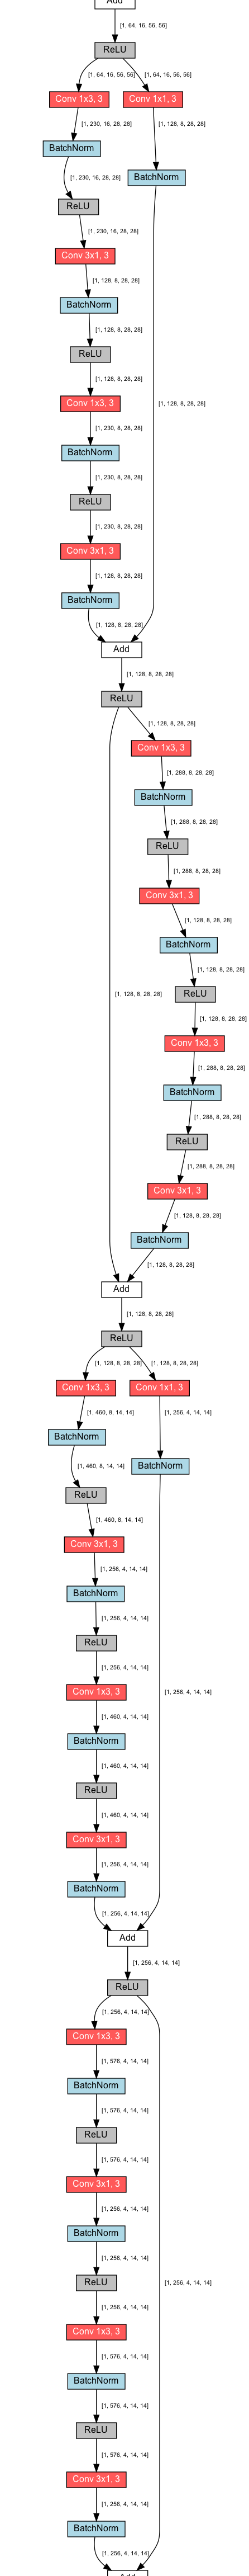 Add
[1, 64, 16, 56, 56]
ReLU
[1, 64, 16, 56, 56] [1, 64, 16, 56, 56]
Conv 1x3, 3 Conv 1x1, 3
[1, 230, 16, 28, 28] [1, 128, 8, 28, 28]
BatchNorm
BatchNorm
[1, 230, 16, 28, 28]
ReLU
[1, 230, 16, 28, 28]
Conv 3x1, 3
[1, 128, 8, 28, 28]
BatchNorm
[1, 128, 8, 28, 28]
ReLU
[1, 128, 8, 28, 28]
Conv 1x3, 3 [1, 128, 8, 28, 28]
[1, 230, 8, 28, 28]
BatchNorm
[1, 230, 8, 28, 28]
ReLU
[1, 230, 8, 28, 28]
Conv 3x1, 3
[1, 128, 8, 28, 28]
BatchNorm
[1, 128, 8, 28, 28]
Add
[1, 128, 8, 28, 28]
ReLU
[1, 128, 8, 28, 28]
Conv 1x3, 3
[1, 288, 8, 28, 28]
BatchNorm
[1, 288, 8, 28, 28]
ReLU
[1, 288, 8, 28, 28]
Conv 3x1, 3
[1, 128, 8, 28, 28]
BatchNorm
[1, 128, 8, 28, 28]
[1, 128, 8, 28, 28] ReLU
[1, 128, 8, 28, 28]
Conv 1x3, 3
[1, 288, 8, 28, 28]
BatchNorm
[1, 288, 8, 28, 28]
ReLU
[1, 288, 8, 28, 28]
Conv 3x1, 3
[1, 128, 8, 28, 28]
BatchNorm
[1, 128, 8, 28, 28]
Add
[1, 128, 8, 28, 28]
ReLU
[1, 128, 8, 28, 28] [1, 128, 8, 28, 28]
Conv 1x3, 3 Conv 1x1, 3
[1, 460, 8, 14, 14] [1, 256, 4, 14, 14]
BatchNorm
BatchNorm
[1, 460, 8, 14, 14]
ReLU
[1, 460, 8, 14, 14]
Conv 3x1, 3
[1, 256, 4, 14, 14]
BatchNorm
[1, 256, 4, 14, 14]
ReLU
[1, 256, 4, 14, 14]
Conv 1x3, 3 [1, 256, 4, 14, 14]
[1, 460, 4, 14, 14]
BatchNorm
[1, 460, 4, 14, 14]
ReLU
[1, 460, 4, 14, 14]
Conv 3x1, 3
[1, 256, 4, 14, 14]
BatchNorm
[1, 256, 4, 14, 14]
Add
[1, 256, 4, 14, 14]
ReLU
[1, 256, 4, 14, 14]
Conv 1x3, 3
[1, 576, 4, 14, 14]
BatchNorm
[1, 576, 4, 14, 14]
ReLU
[1, 576, 4, 14, 14]
Conv 3x1, 3
[1, 256, 4, 14, 14]
BatchNorm
[1, 256, 4, 14, 14]
ReLU [1, 256, 4, 14, 14]
[1, 256, 4, 14, 14]
Conv 1x3, 3
[1, 576, 4, 14, 14]
BatchNorm
[1, 576, 4, 14, 14]
ReLU
[1, 576, 4, 14, 14]
Conv 3x1, 3
[1, 256, 4, 14, 14]
BatchNorm
[1, 256, 4, 14, 14]
Add